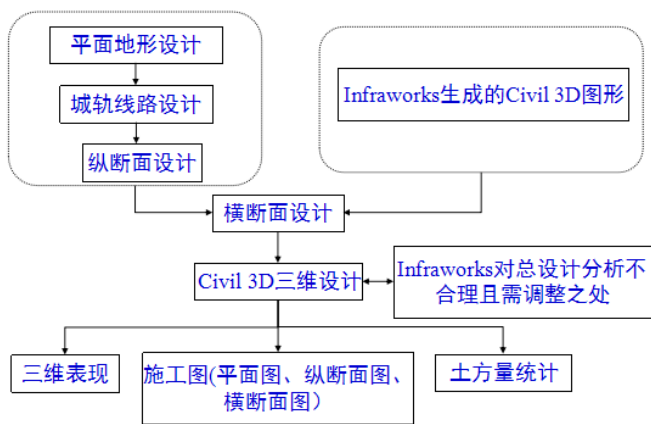 平面地形设计
城轨线路设计
纵断面设计
Infraworks生成的Civil 3D图形
横断面设计
Civil 3D三维设计
Infraworks对总设计分析不
合理且需调整之处
三维表现
施工图(平面图、纵断面图、
横断面图）
土方量统计